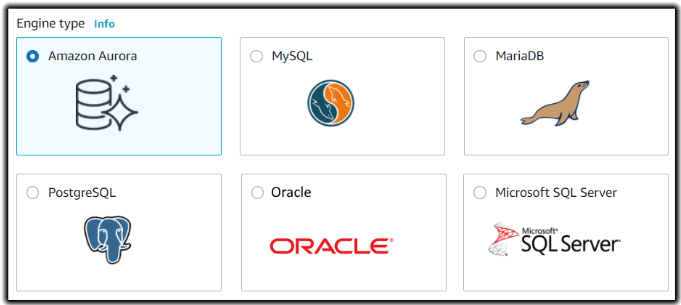 Engine type Info
Amazon Aurora
MySQL
MariaDB
PostgreSQL
Oracle
ORACLE®
Microsoft SQL Server
Microsoft®
SQL Server®